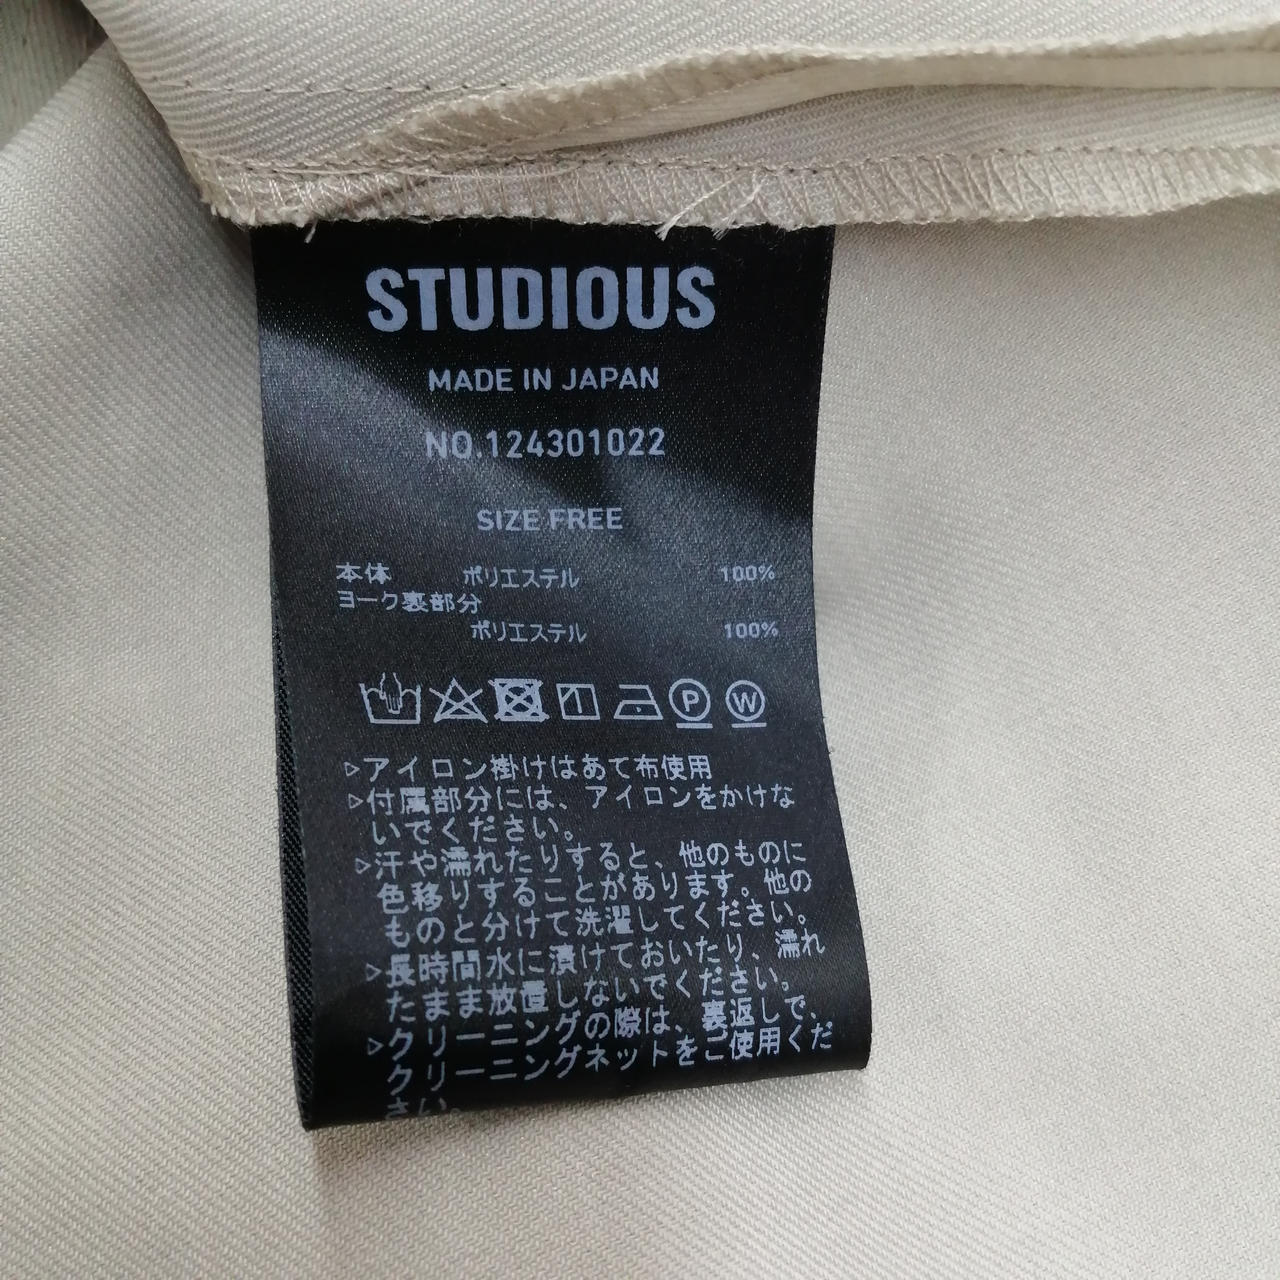 STUDIOUS
MADE IN JAPAN
NO.124301022
SIZE FREE
本体 ポリエステル 100%
ヨーク裏部分
ポリエステル 100%
P W
▷アイロン掛けはあて布使用
▷付属部分には、アイロンをかけな
いでください。
▷汗や濡れたりすると、他のものに
色移りすることがあります。他の
ものと分けて洗濯してください。
▷長時間水に漬けておいたり、濡れ
たまま放置しないでください。
▷クリーニングの際は、裏返しで、
クリーニングネットをご使用くだ
さい。